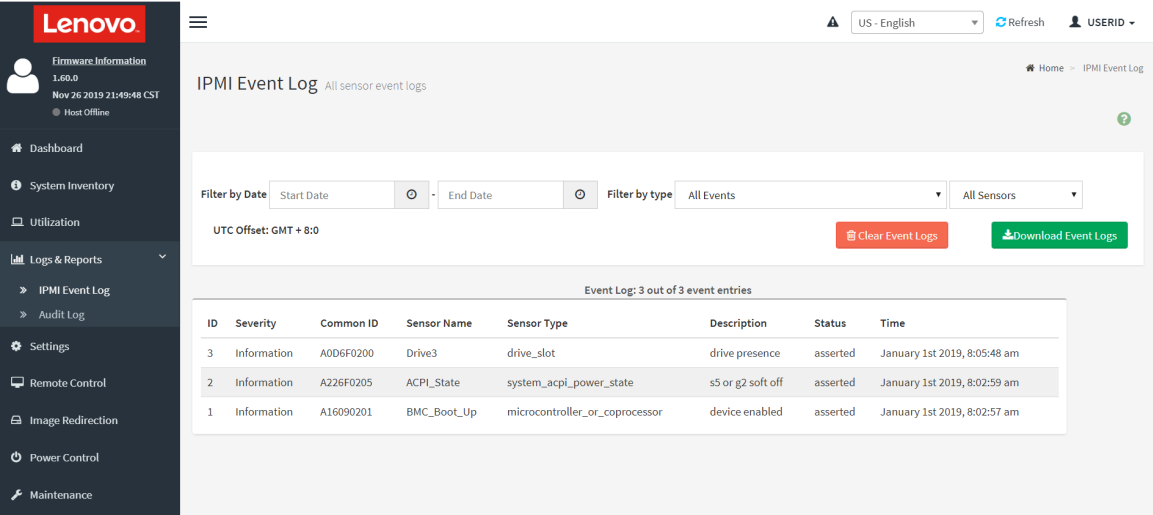 Lenovo
US - English
Refresh
USERID
Firmware Information
1.60.0
Nov 26 2019 21:49:48 CST
Host Offline
Dashboard
System Inventory
Utilization
Logs & Reports
IPMI Event Log
Audit Log
Settings
Remote Control
Image Redirection
Power Control
Maintenance
Home > IPMI Event Log
IPMI Event Log All sensor event logs
Filter by Date Start Date - End Date Filter by type All Events All Sensors
UTC Offset: GMT + 8:0
Clear Event Logs Download Event Logs
Event Log: 3 out of 3 event entries
ID Severity Common ID Sensor Name Sensor Type Description Status Time
3 Information A0D6F0200 Drive3 drive_slot drive presence asserted January 1st 2019, 8:05:48 am
2 Information A226F0205 ACPI_State system_acpi_power_state s5 or g2 soft off asserted January 1st 2019, 8:02:59 am
1 Information A16090201 BMC_Boot_Up microcontroller_or_coprocessor device enabled asserted January 1st 2019, 8:02:57 am